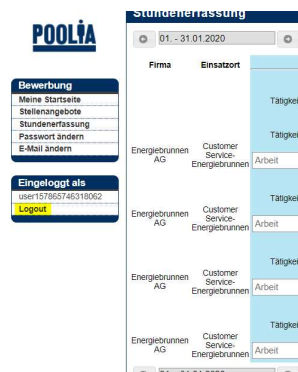 POOLiA
Bewerbung
Meine Startseite
Stellenangebote
Stundenerfassung
Passwort ändern
E-Mail ändern
Eingeloggt als
user157865746318062
Logout
Stundenerfassung
01. - 31.01.2020
Firma Einsatzort
Tätigkei
Tätigkei
Energiebrunnen AG
Customer Service-Energiebrunnen
Arbeit
Tätigkei
Energiebrunnen AG
Customer Service-Energiebrunnen
Arbeit
Tätigkei
Energiebrunnen AG
Customer Service-Energiebrunnen
Arbeit
Tätigkei
Energiebrunnen AG
Customer Service-Energiebrunnen
Arbeit